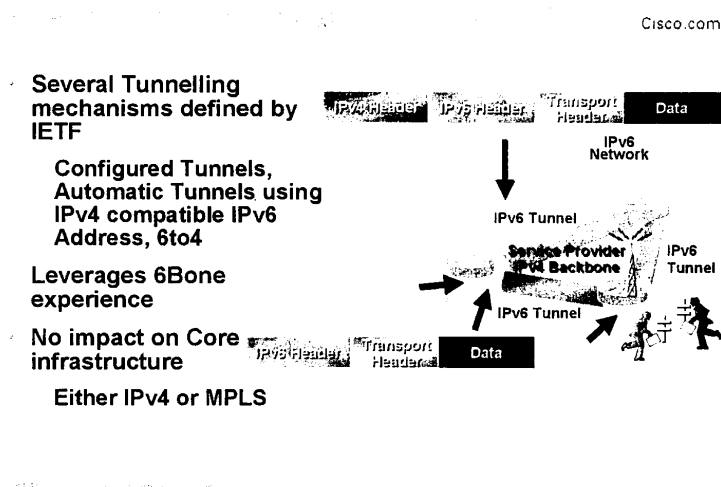 Cisco.com
Several Tunnelling
mechanisms defined by
IETF
Configured Tunnels,
Automatic Tunnels using
IPv4 compatible IPv6
Address, 6to4
Leverages 6Bone
experience
No impact on Core
infrastructure
Either IPv4 or MPLS
IPv4 Header
IPv6 Header
Transport
Header
Data
IPv6
Network
IPv6 Tunnel
Service Provider
IPv4 Backbone
IPv6
Tunnel
IPv6 Tunnel
IPv6 Header
Transport
Header
Data